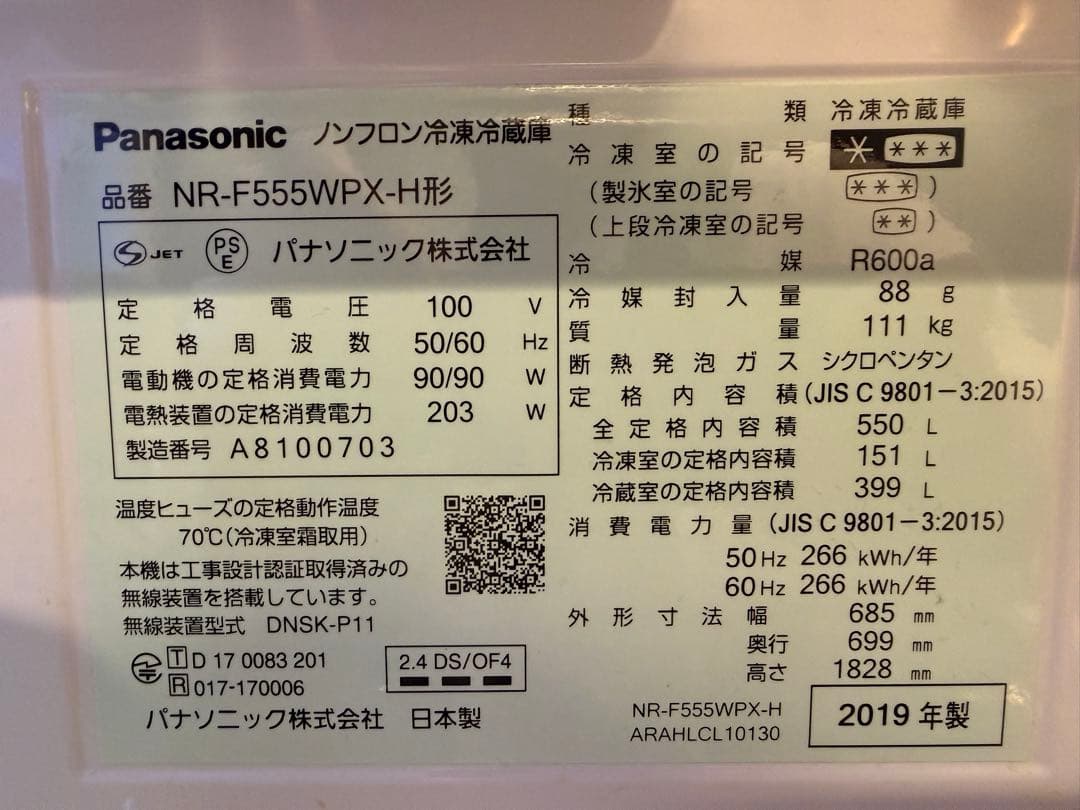 Panasonic ノンフロン冷凍冷蔵庫
品番 NR-F555WPX-H形
S JET PSE パナソニック株式会社
定格電圧 100 V
定格周波数 50/60 Hz
電動機の定格消費電力 90/90 W
電熱装置の定格消費電力 203 W
製造番号 A8100703
温度ヒューズの定格動作温度
70℃(冷凍室霜取用)
本機は工事設計認証取得済みの
無線装置を搭載しています。
無線装置型式 DNSK-P11
T D 17 0083 201
R 017-170006
2.4 DS/OF4
パナソニック株式会社 日本製
種類 冷凍冷蔵庫
冷凍室の記号 * ***
(製氷室の記号 ***)
(上段冷凍室の記号 **)
冷媒 R600a
冷媒封入量 88 g
質量 111 kg
断熱発泡ガス シクロペンタン
定格内容積(JIS C 9801-3:2015)
全定格内容積 550 L
冷凍室の定格内容積 151 L
冷蔵室の定格内容積 399 L
消費電力量(JIS C 9801-3:2015)
50Hz 266 kWh/年
60Hz 266 kWh/年
外形寸法幅 685 mm
奥行 699 mm
高さ 1828 mm
NR-F555WPX-H
ARAHLCL10130
2019年製